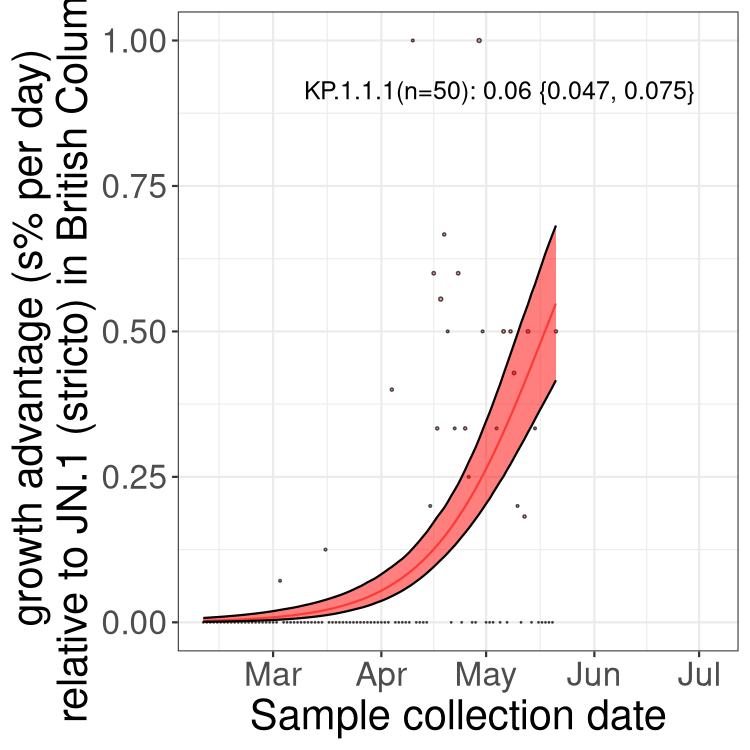 growth advantage (s% per day)
relative to JN.1 (stricto) in British Colum
1.00
0.75
0.50
0.25
0.00
KP.1.1.1(n=50): 0.06 {0.047, 0.075}
Mar Apr May Jun Jul
Sample collection date